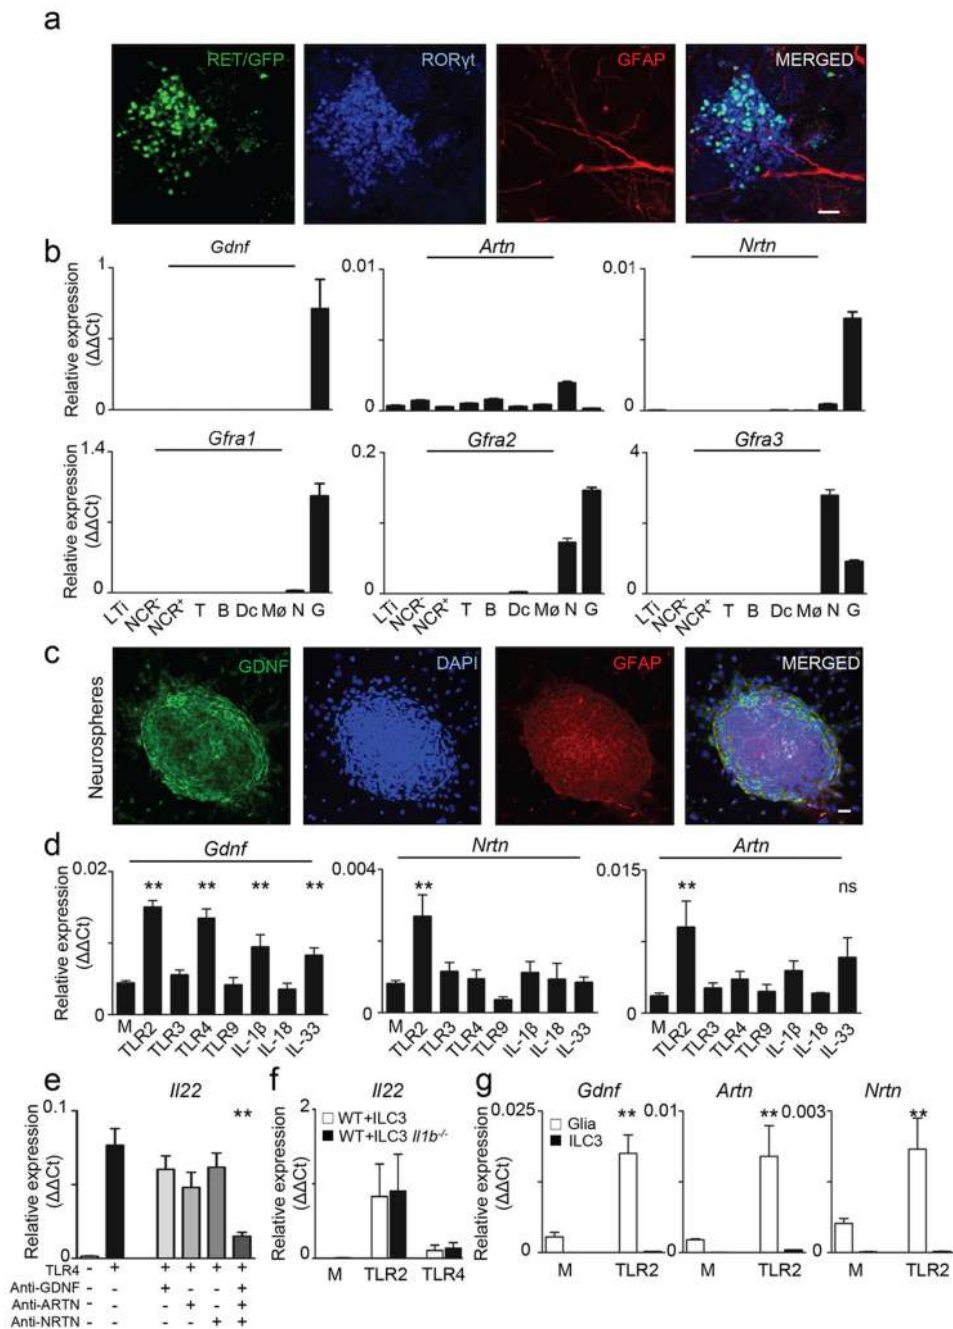 a
RET/GFP RORγt GFAP MERGED
b
Gdnf Artn Nrtn
Relative expression (ΔΔCt)
1
0
0.01
0
0.01
0
Gfra1 Gfra2 Gfra3
Relative expression (ΔΔCt)
1.4
0
0.2
0
4
0
LTi NCR- NCR+ T B Dc Mø N G
LTi NCR- NCR+ T B Dc Mø N G
LTi NCR- NCR+ T B Dc Mø N G
c
Neurospheres
GDNF DAPI GFAP MERGED
d
Gdnf Nrtn Artn
Relative expression (ΔΔCt)
0.02
0
** ** ** **
0.004
0
**
0.015
0
** ns
M TLR2 TLR3 TLR4 TLR9 IL-1β IL-18 IL-33
M TLR2 TLR3 TLR4 TLR9 IL-1β IL-18 IL-33
M TLR2 TLR3 TLR4 TLR9 IL-1β IL-18 IL-33
e
Il22
Relative expression (ΔΔCt)
0.1
0
**
TLR4 - + + + + +
Anti-GDNF - - + - - +
Anti-ARTN - - - + - +
Anti-NRTN - - - - + +
f
Il22
Relative expression (ΔΔCt)
2
0
WT+ILC3
WT+ILC3 Il1b-/-
M TLR2 TLR4
g
Gdnf Artn Nrtn
Relative expression (ΔΔCt)
0.025
0
Glia
ILC3
**
0.01
0
**
0.003
0
**
M TLR2
M TLR2
M TLR2